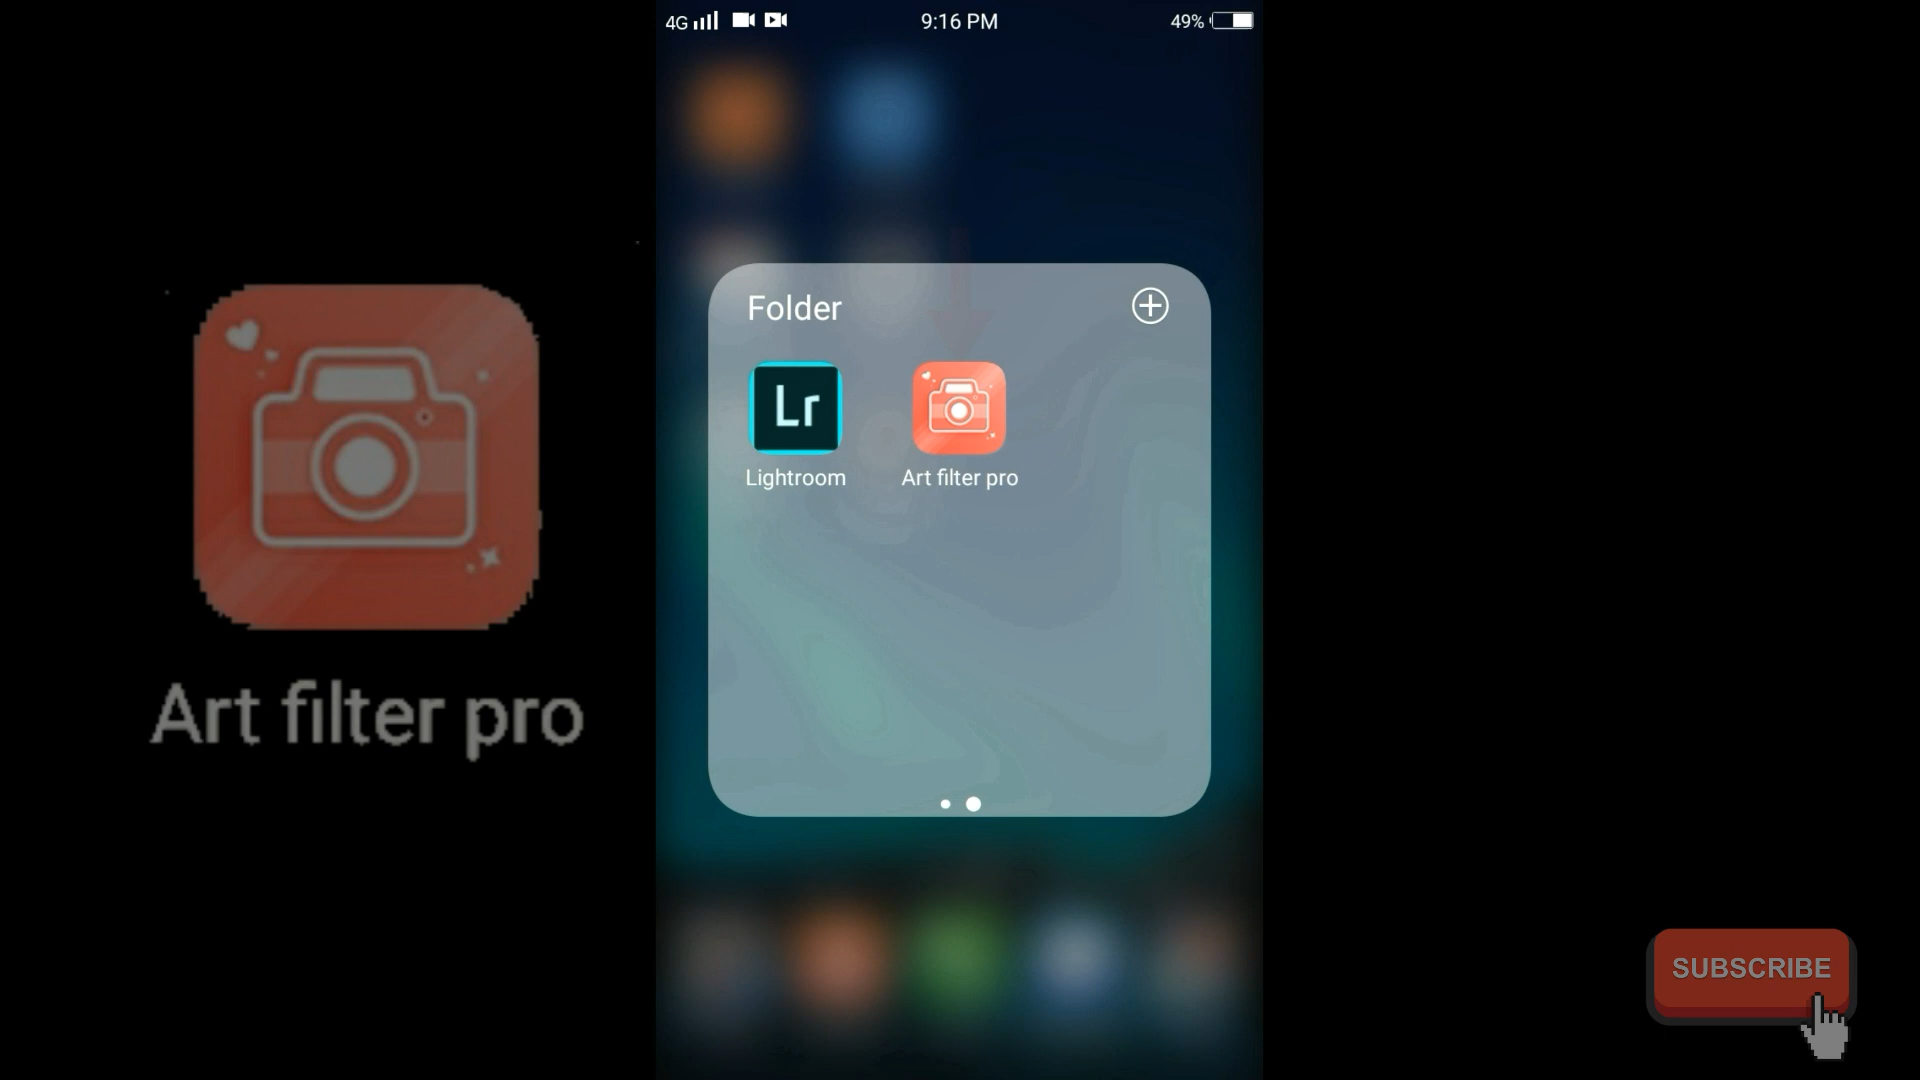 4G 9:16 PM 49%
Folder
Lr
Lightroom Art filter pro
Art filter pro
SUBSCRIBE